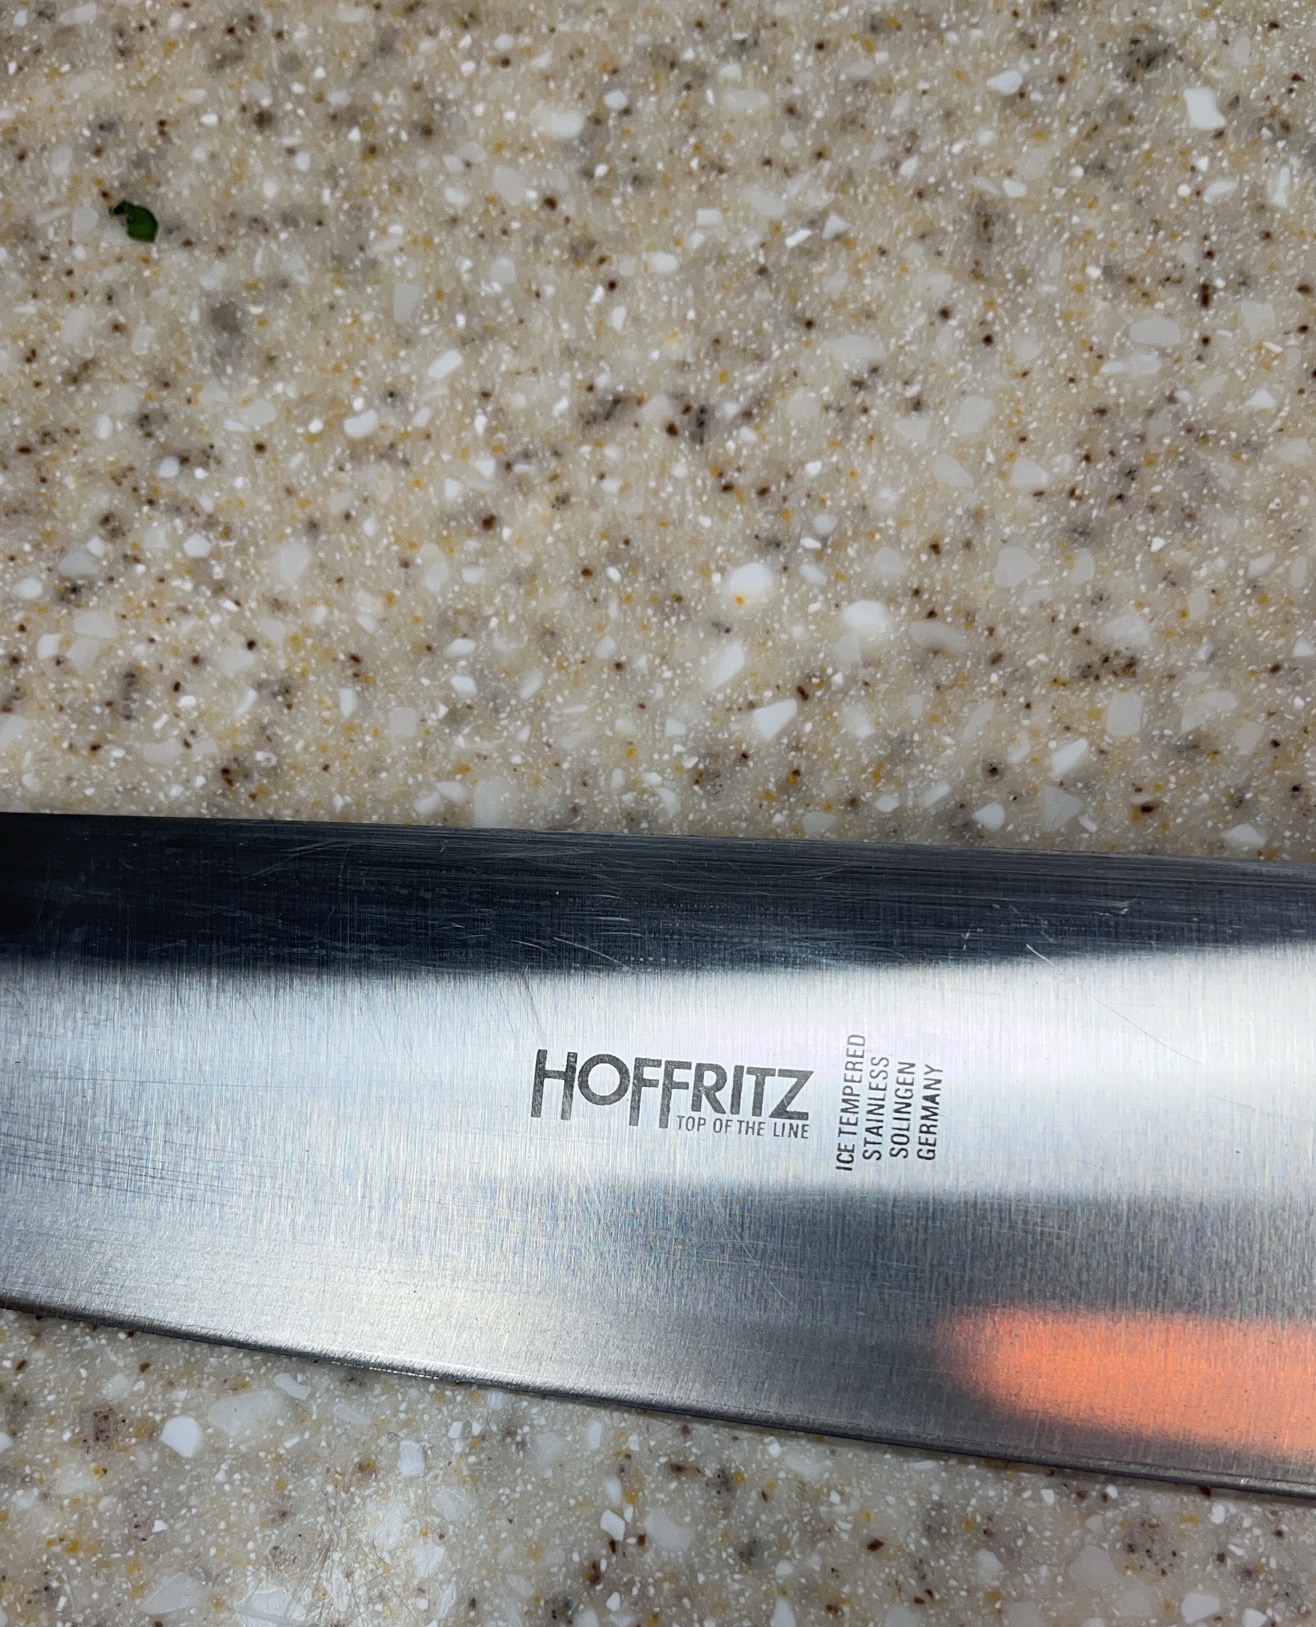 HOFFRITZ
TOP OF THE LINE
ICE TEMPERED
STAINLESS
SOLINGEN
GERMANY